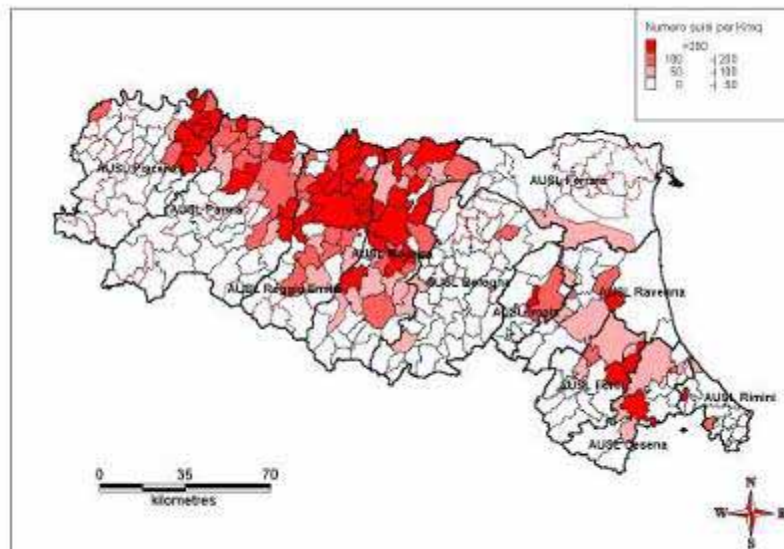 Numero suini per Kmq
>200
100 -| 200
50 -| 100
0 -| 50
AUSL Piacenza
AUSL Parma
AUSL Reggio Emilia
AUSL Modena
AUSL Bologna
AUSL Ferrara
AUSL Imola
AUSL Ravenna
AUSL Forlì
AUSL Rimini
AUSL Cesena
0 35 70
kilometres
N
W E
S